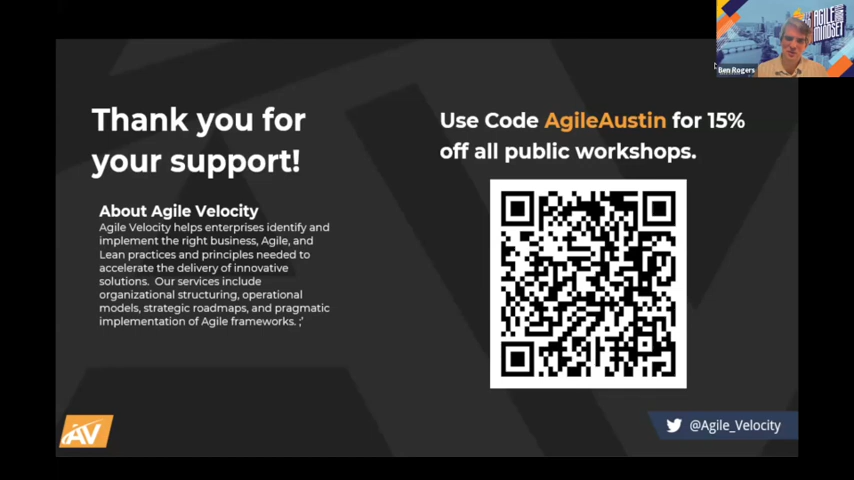 Thank you for
your support!
About Agile Velocity
Agile Velocity helps enterprises identify and
implement the right business, Agile, and
Lean practices and principles needed to
accelerate the delivery of innovative
solutions. Our services include
organizational structuring, operational
models, strategic roadmaps, and pragmatic
implementation of Agile frameworks. ;'
Use Code AgileAustin for 15%
off all public workshops.
AV
@Agile_Velocity
AGILE
MINDSET
Ben Rogers